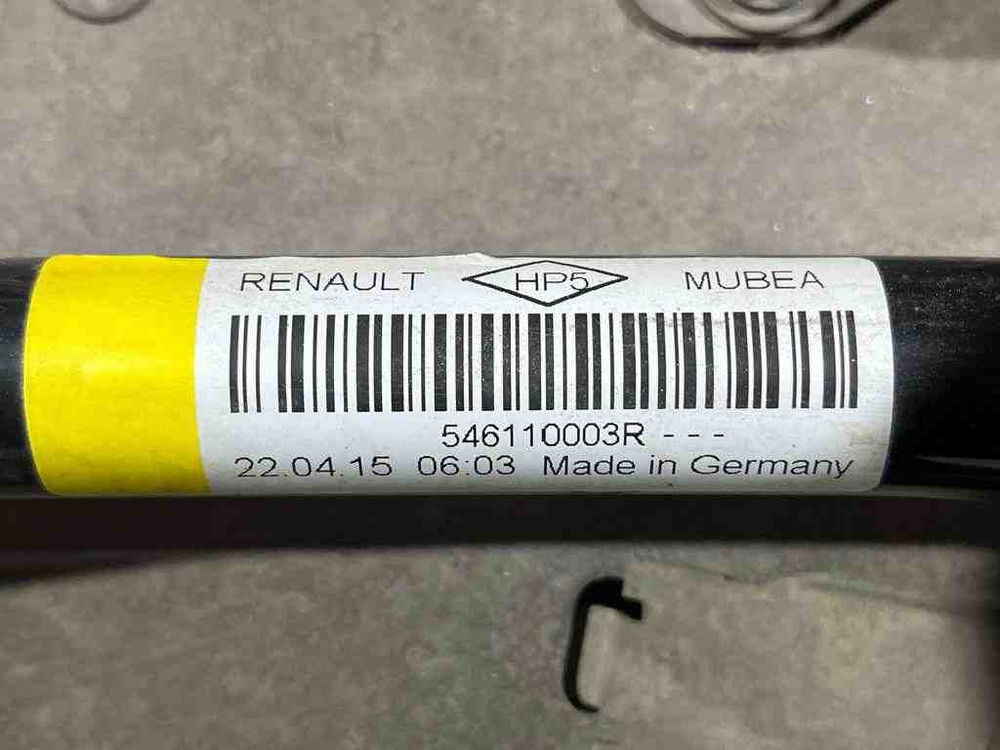 RENAULT HP5 MUBEA
546110003R - - -
22.04.15 06:03 Made in Germany